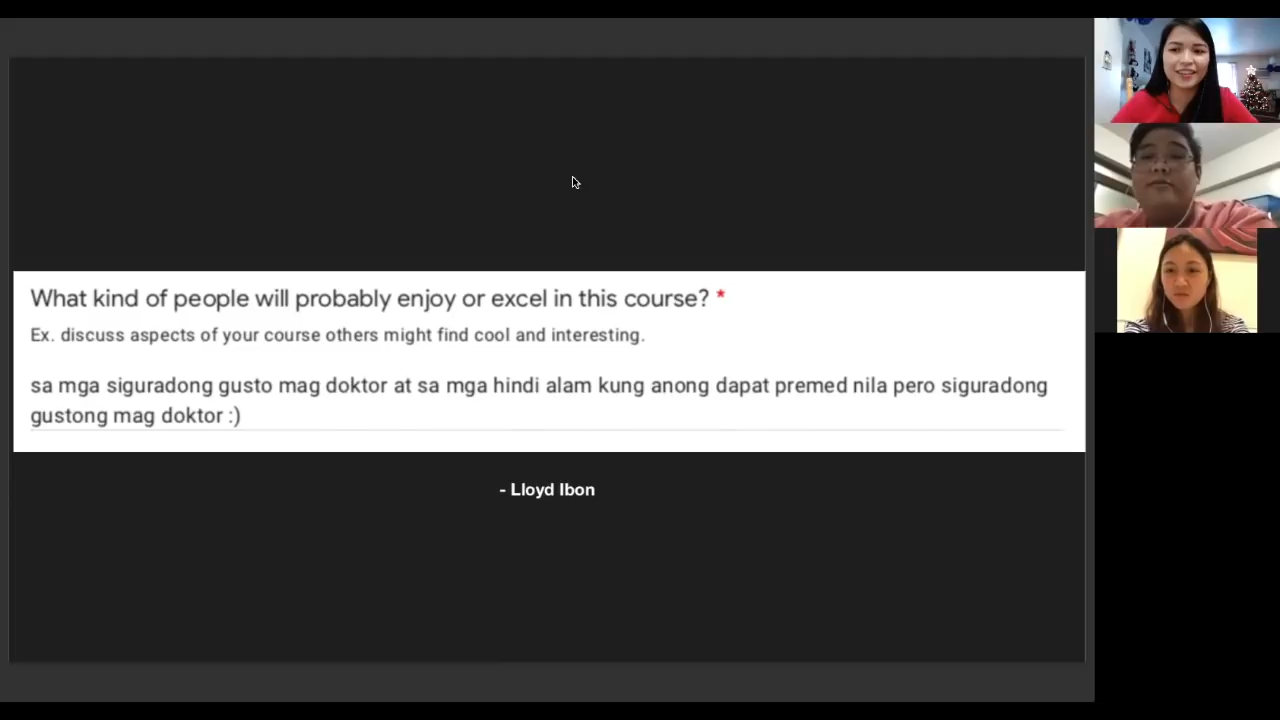 What kind of people will probably enjoy or excel in this course? *
Ex. discuss aspects of your course others might find cool and interesting.
sa mga siguradong gusto mag doktor at sa mga hindi alam kung anong dapat premed nila pero siguradong
gustong mag doktor :)
- Lloyd Ibon